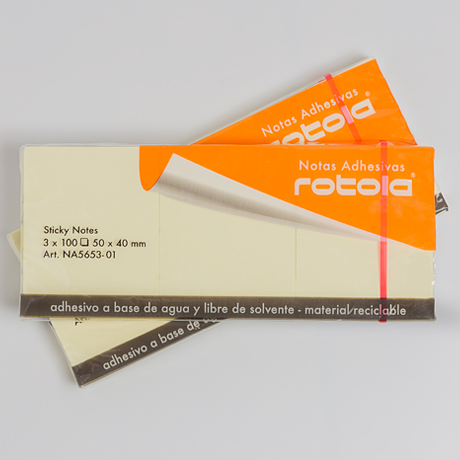 Notas Adhesivas
rotola
Notas Adhesivas
rotola
Sticky Notes
3 x 100 ❏ 50 x 40 mm
Art. NA5653-01
adhesivo a base de agua y libre de solvente - material reciclable
adhesivo a base de